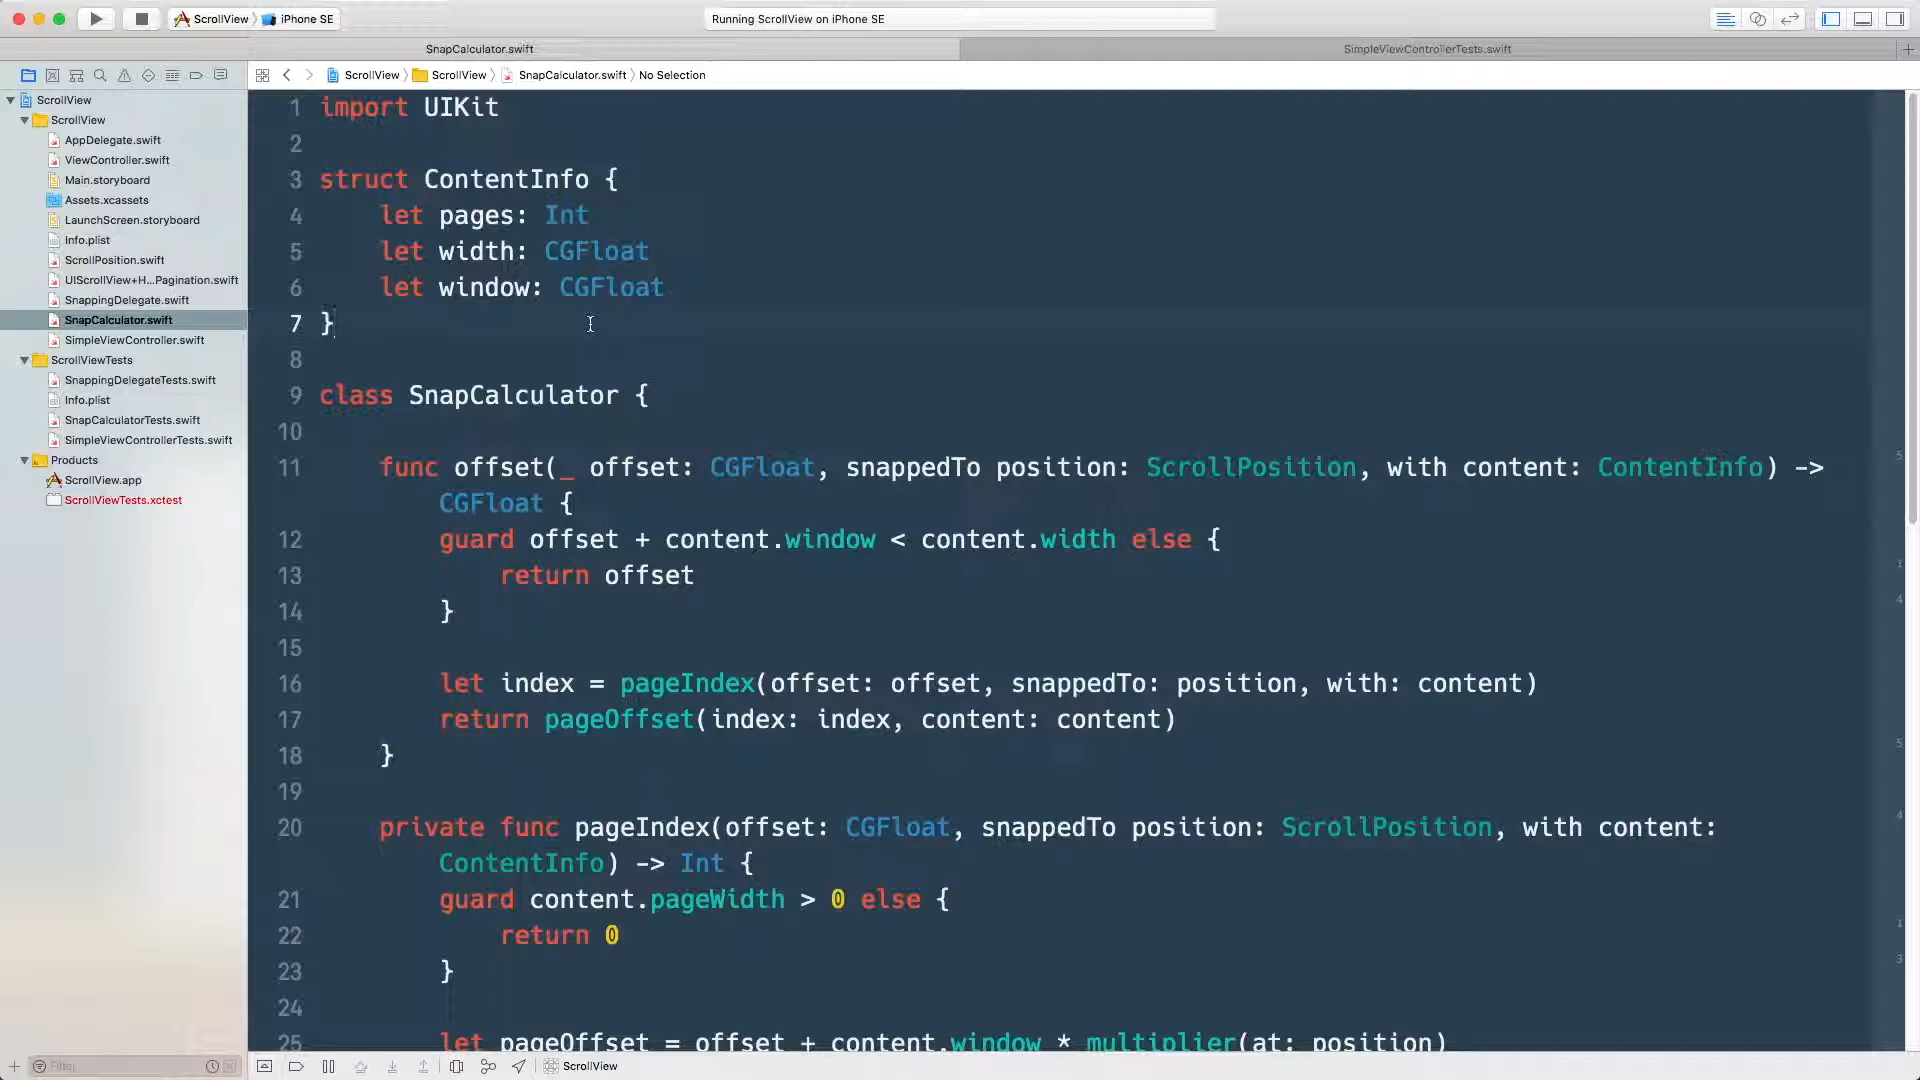 ScrollView iPhone SE Running ScrollView on iPhone SE
SnapCalculator.swift SimpleViewControllerTests.swift
ScrollView ScrollView SnapCalculator.swift No Selection
ScrollView
ScrollView
AppDelegate.swift
ViewController.swift
Main.storyboard
Assets.xcassets
LaunchScreen.storyboard
Info.plist
ScrollPosition.swift
UIScrollView+H...Pagination.swift
SnappingDelegate.swift
SnapCalculator.swift
SimpleViewController.swift
ScrollViewTests
SnappingDelegateTests.swift
Info.plist
SnapCalculatorTests.swift
SimpleViewControllerTests.swift
Products
ScrollView.app
ScrollViewTests.xctest
1 import UIKit
2
3 struct ContentInfo {
4 let pages: Int
5 let width: CGFloat
6 let window: CGFloat
7 }
8
9 class SnapCalculator {
10
11 func offset(_ offset: CGFloat, snappedTo position: ScrollPosition, with content: ContentInfo) ->
CGFloat {
12 guard offset + content.window < content.width else {
13 return offset
14 }
15
16 let index = pageIndex(offset: offset, snappedTo: position, with: content)
17 return pageOffset(index: index, content: content)
18 }
19
20 private func pageIndex(offset: CGFloat, snappedTo position: ScrollPosition, with content:
ContentInfo) -> Int {
21 guard content.pageWidth > 0 else {
22 return 0
23 }
24
25 let pageOffset = offset + content.window * multiplier(at: position)
Filter
ScrollView